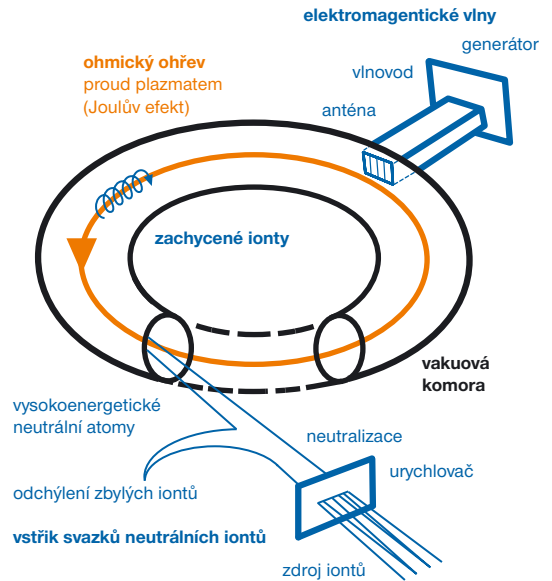 elektromagentické vlny
generátor
vlnovod
anténa
ohmický ohřev
proud plazmatem
(Joulův efekt)
zachycené ionty
vakuová
komora
vysokoenergetické
neutrální atomy
neutralizace
urychlovač
odchýlení zbylých iontů
vstřik svazků neutrálních iontů
zdroj iontů